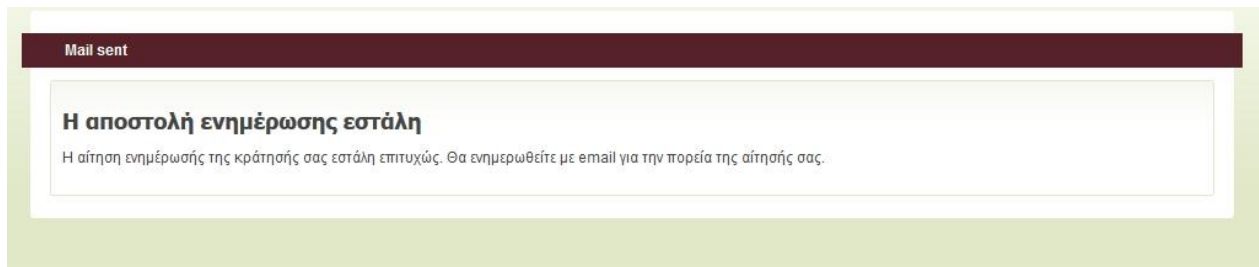 Mail sent
Η αποστολή ενημέρωσης εστάλη
Η αίτηση ενημέρωσής της κράτησής σας εστάλη επιτυχώς. Θα ενημερωθείτε με email για την πορεία της αίτησής σας.